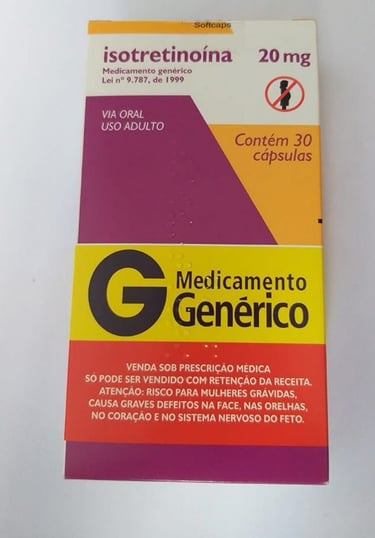 Softcaps
isotretinoína 20 mg
Medicamento genérico
Lei nº 9.787, de 1999
VIA ORAL
USO ADULTO
Contém 30
cápsulas
G Medicamento
Genérico
VENDA SOB PRESCRIÇÃO MÉDICA
SÓ PODE SER VENDIDO COM RETENÇÃO DA RECEITA.
ATENÇÃO: RISCO PARA MULHERES GRÁVIDAS,
CAUSA GRAVES DEFEITOS NA FACE, NAS ORELHAS,
NO CORAÇÃO E NO SISTEMA NERVOSO DO FETO.